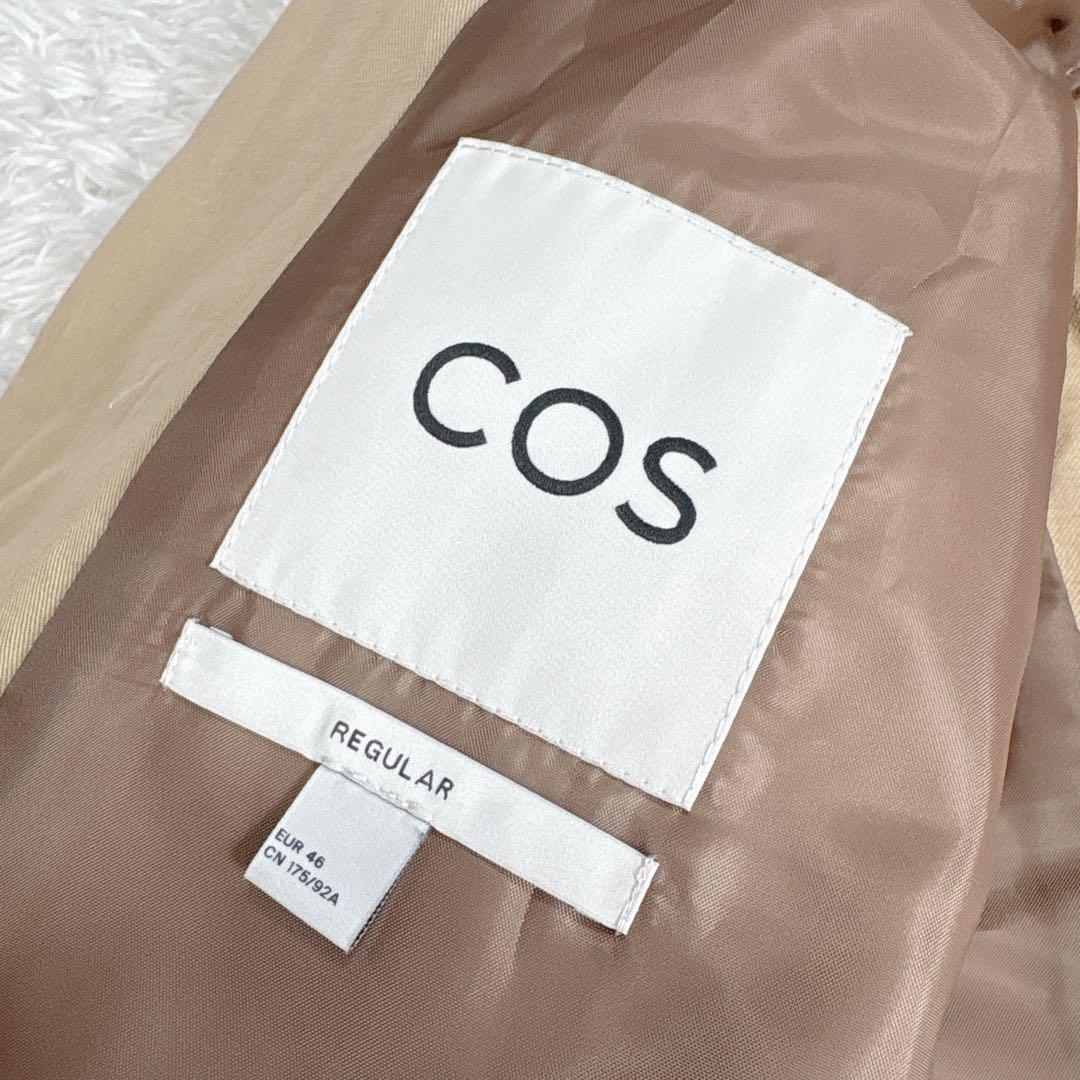 COS
REGULAR
EUR 46
CN 175/92A